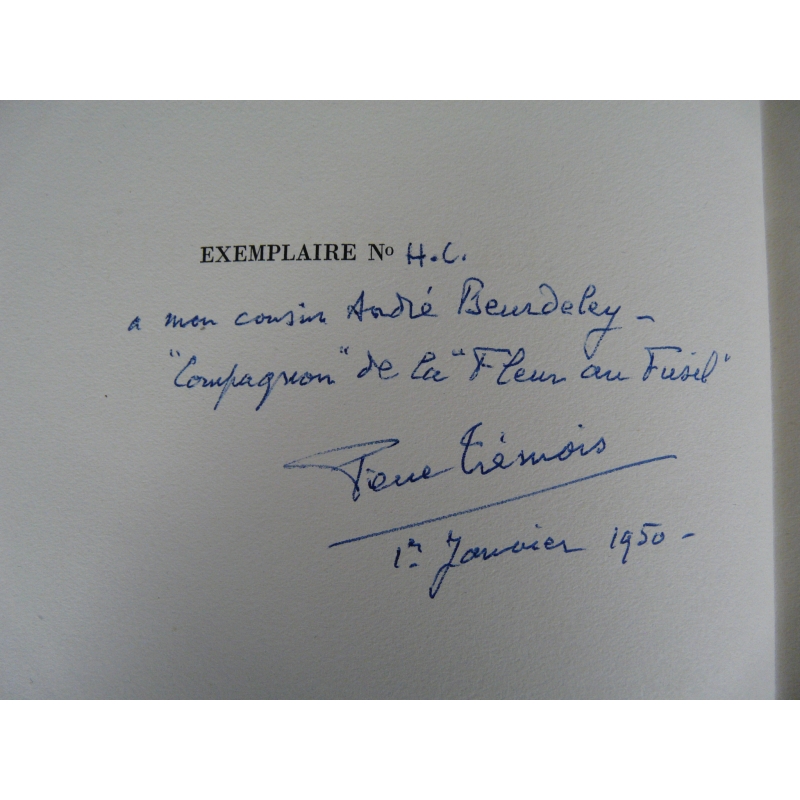 EXEMPLAIRE No H.C.
a mon cousin André Beurdeley –
"Compagnon" de la "Fleur au Fusil"
Pierre Trémois
1er Janvier 1950 –